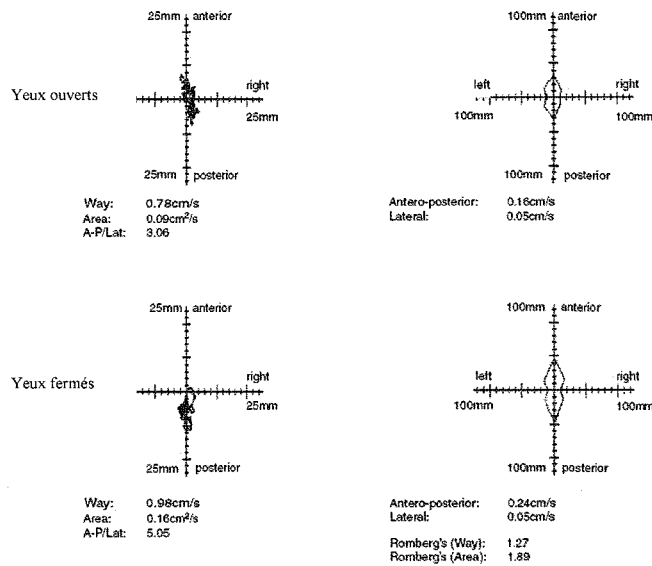 25mm anterior
100mm anterior
Yeux ouverts
right
25mm
left
right
100mm
100mm
25mm posterior
100mm posterior
Way: 0.78cm/s
Area: 0.09cm²/s
A-P/Lat: 3.06
Antero-posterior: 0.16cm/s
Lateral: 0.05cm/s
25mm anterior
100mm anterior
Yeux fermés
right
25mm
left
right
100mm
100mm
25mm posterior
100mm posterior
Way: 0.98cm/s
Area: 0.16cm²/s
A-P/Lat: 5.05
Antero-posterior: 0.24cm/s
Lateral: 0.05cm/s
Romberg's (Way): 1.27
Romberg's (Area): 1.89